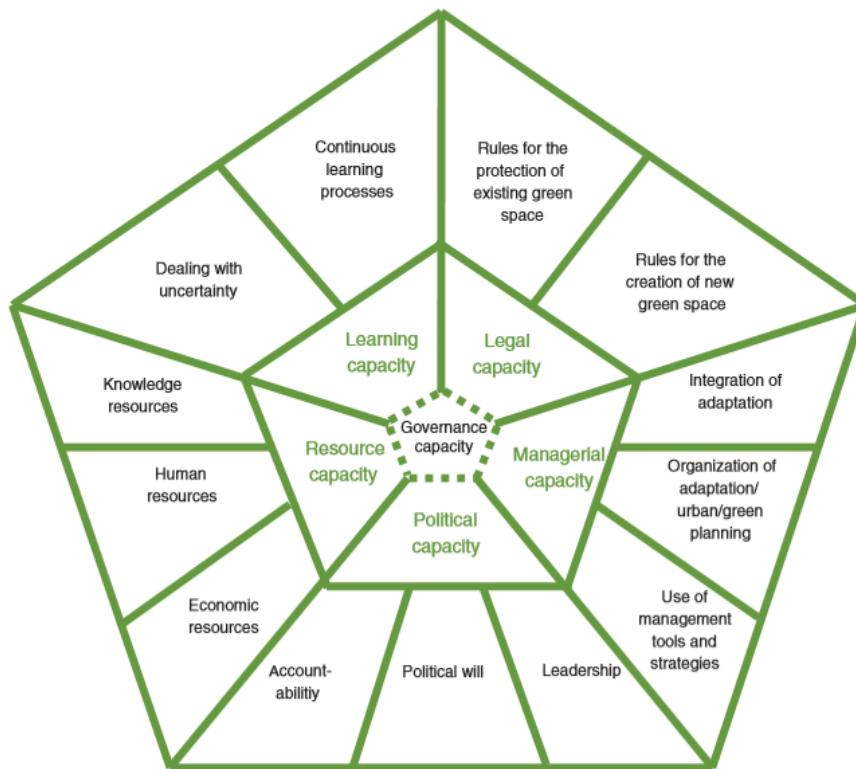 Continuous
learning
processes
Rules for the
protection of
existing green
space
Dealing with
uncertainty
Rules for the
creation of new
green space
Learning
capacity
Legal
capacity
Knowledge
resources
Integration of
adaptation
Governance
capacity
Resource
capacity
Managerial
capacity
Human
resources
Organization of
adaptation/
urban/green
planning
Political
capacity
Economic
resources
Use of
management
tools and
strategies
Account-
abilitiy
Political will
Leadership